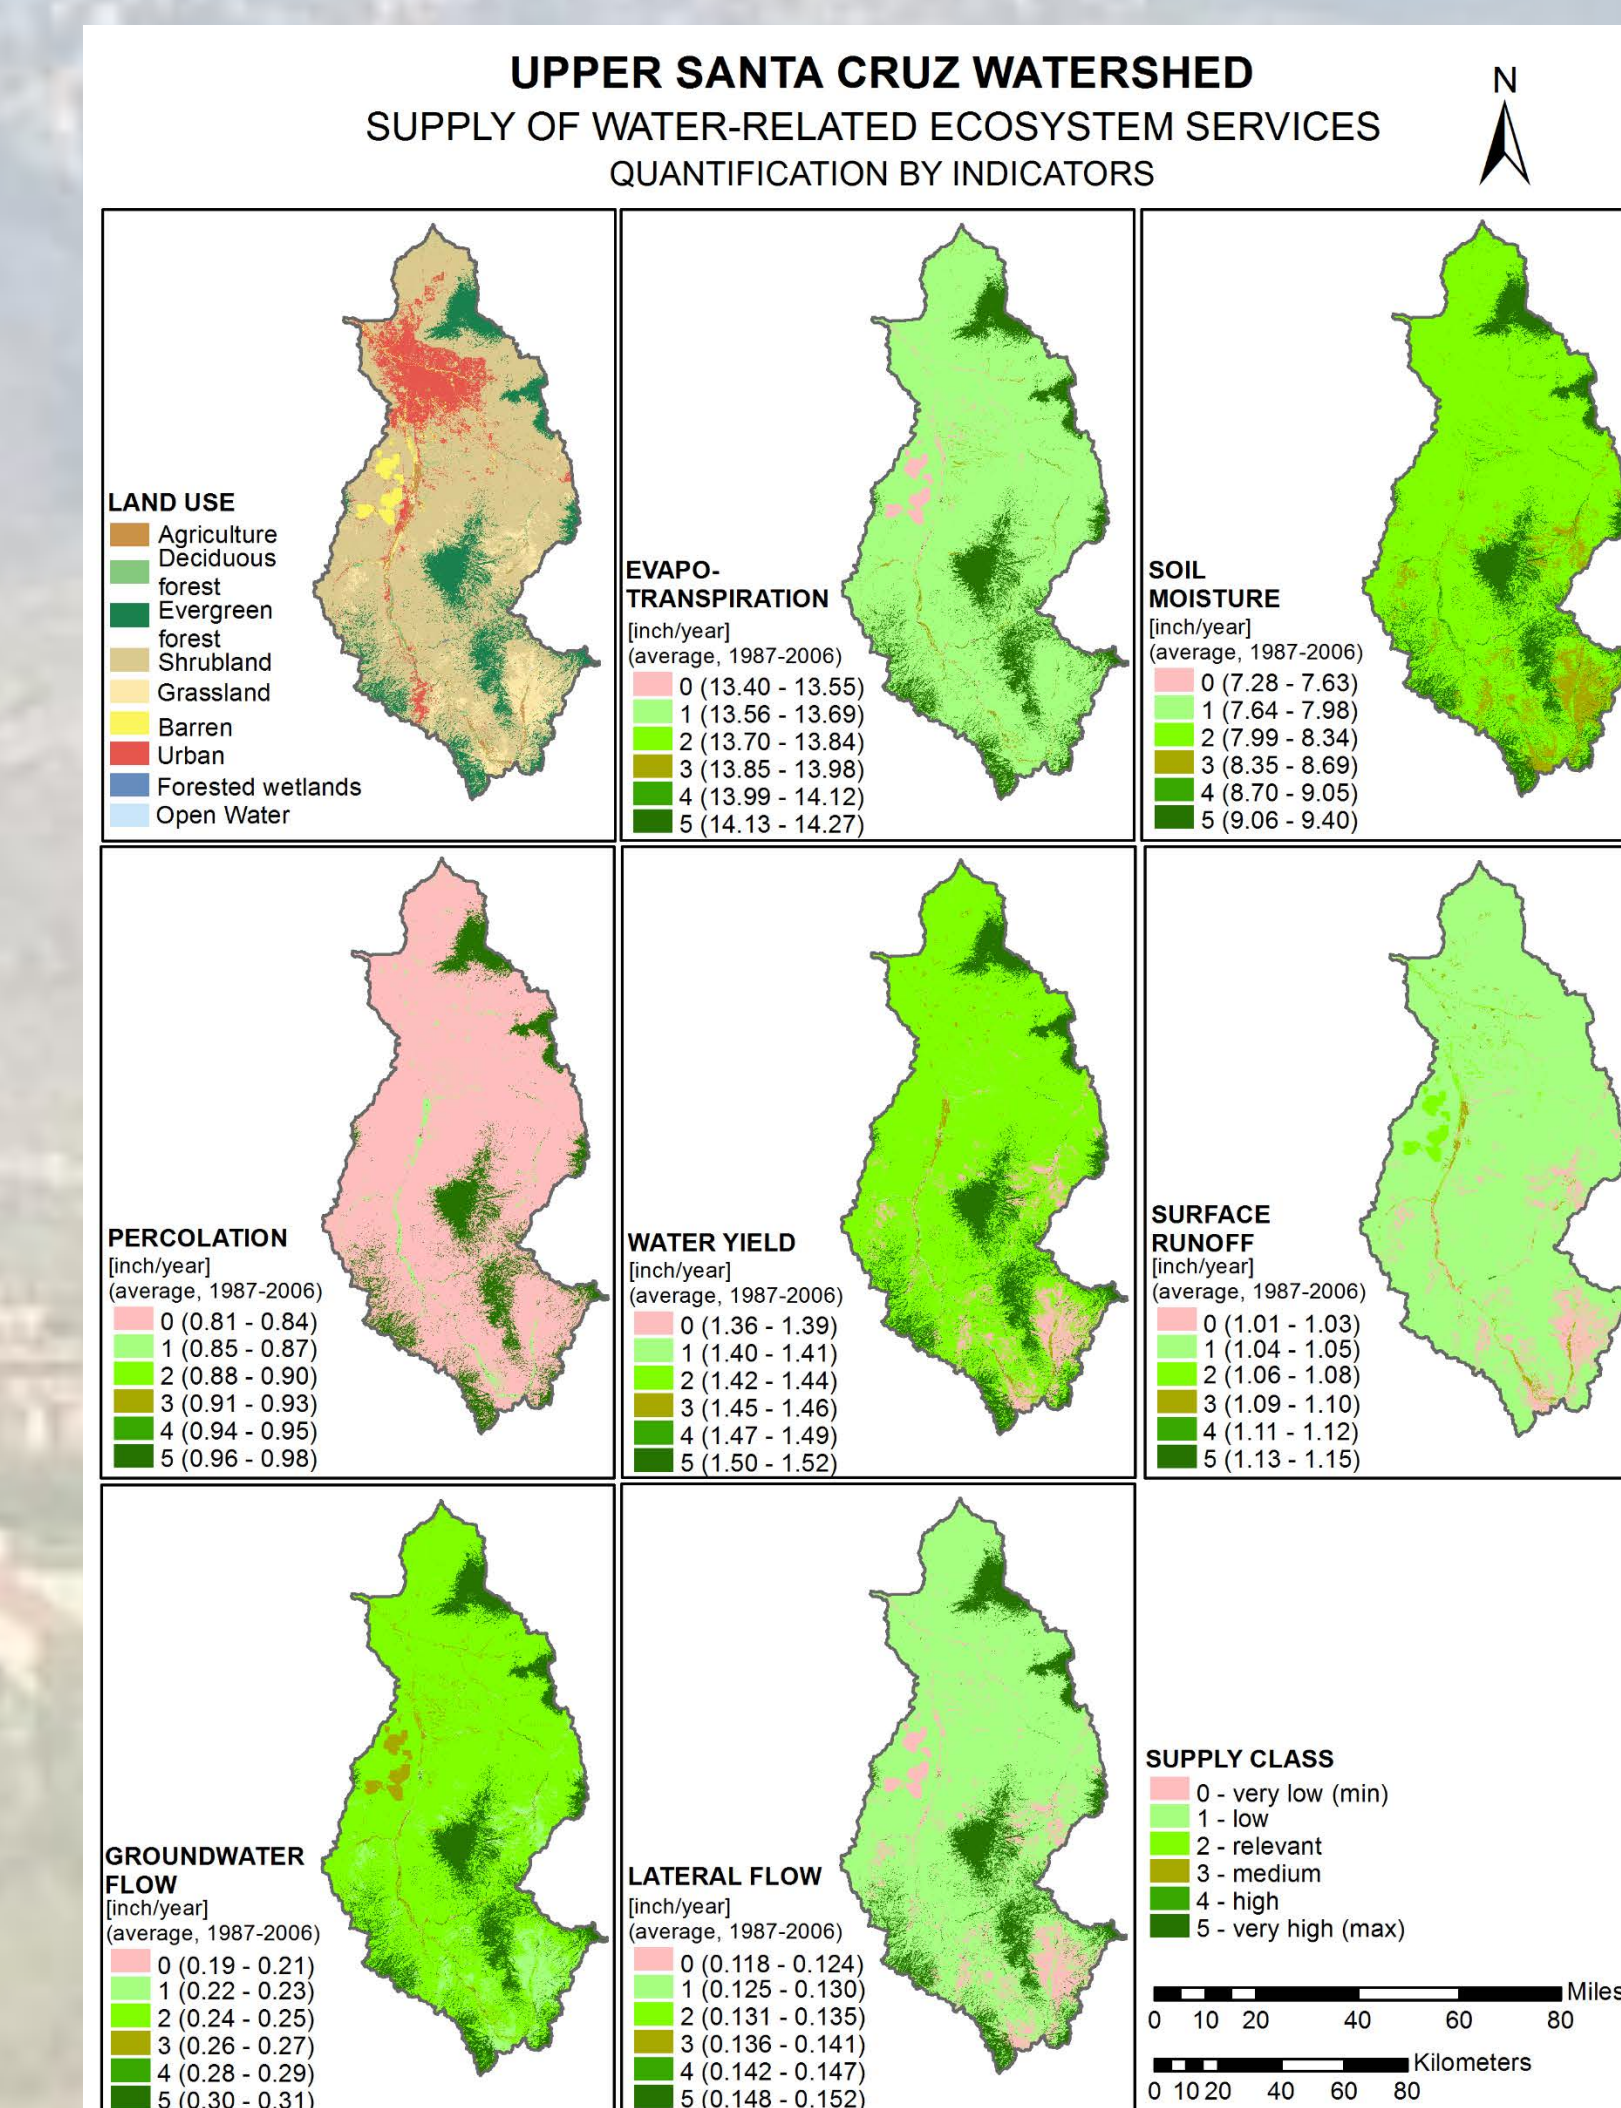 UPPER SANTA CRUZ WATERSHED
SUPPLY OF WATER-RELATED ECOSYSTEM SERVICES
QUANTIFICATION BY INDICATORS
N
LAND USE
Agriculture
Deciduous
forest
Evergreen
forest
Shrubland
Grassland
Barren
Urban
Forested wetlands
Open Water
EVAPO-
TRANSPIRATION
[inch/year]
(average, 1987-2006)
0 (13.40 - 13.55)
1 (13.56 - 13.69)
2 (13.70 - 13.84)
3 (13.85 - 13.98)
4 (13.99 - 14.12)
5 (14.13 - 14.27)
SOIL
MOISTURE
[inch/year]
(average, 1987-2006)
0 (7.28 - 7.63)
1 (7.64 - 7.98)
2 (7.99 - 8.34)
3 (8.35 - 8.69)
4 (8.70 - 9.05)
5 (9.06 - 9.40)
PERCOLATION
[inch/year]
(average, 1987-2006)
0 (0.81 - 0.84)
1 (0.85 - 0.87)
2 (0.88 - 0.90)
3 (0.91 - 0.93)
4 (0.94 - 0.95)
5 (0.96 - 0.98)
WATER YIELD
[inch/year]
(average, 1987-2006)
0 (1.36 - 1.39)
1 (1.40 - 1.41)
2 (1.42 - 1.44)
3 (1.45 - 1.46)
4 (1.47 - 1.49)
5 (1.50 - 1.52)
SURFACE
RUNOFF
[inch/year]
(average, 1987-2006)
0 (1.01 - 1.03)
1 (1.04 - 1.05)
2 (1.06 - 1.08)
3 (1.09 - 1.10)
4 (1.11 - 1.12)
5 (1.13 - 1.15)
GROUNDWATER
FLOW
[inch/year]
(average, 1987-2006)
0 (0.19 - 0.21)
1 (0.22 - 0.23)
2 (0.24 - 0.25)
3 (0.26 - 0.27)
4 (0.28 - 0.29)
5 (0.30 - 0.31)
LATERAL FLOW
[inch/year]
(average, 1987-2006)
0 (0.118 - 0.124)
1 (0.125 - 0.130)
2 (0.131 - 0.135)
3 (0.136 - 0.141)
4 (0.142 - 0.147)
5 (0.148 - 0.152)
SUPPLY CLASS
0 - very low (min)
1 - low
2 - relevant
3 - medium
4 - high
5 - very high (max)
Miles
0 10 20 40 60 80
Kilometers
0 10 20 40 60 80